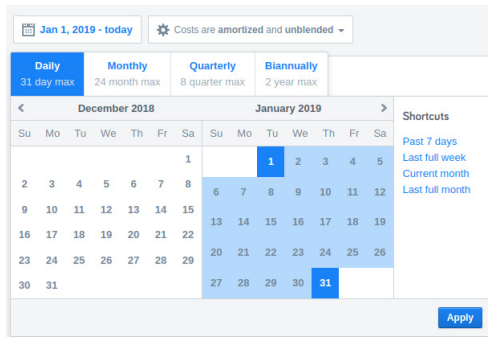 Jan 1, 2019 - today
Costs are amortized and unblended
Daily Monthly Quarterly Biannually
31 day max 24 month max 8 quarter max 2 year max
< December 2018 January 2019 >
Su Mo Tu We Th Fr Sa Su Mo Tu We Th Fr Sa
1 1 2 3 4 5
2 3 4 5 6 7 8 6 7 8 9 10 11 12
9 10 11 12 13 14 15 13 14 15 16 17 18 19
16 17 18 19 20 21 22 20 21 22 23 24 25 26
23 24 25 26 27 28 29 27 28 29 30 31
30 31
Shortcuts
Past 7 days
Last full week
Current month
Last full month
Apply